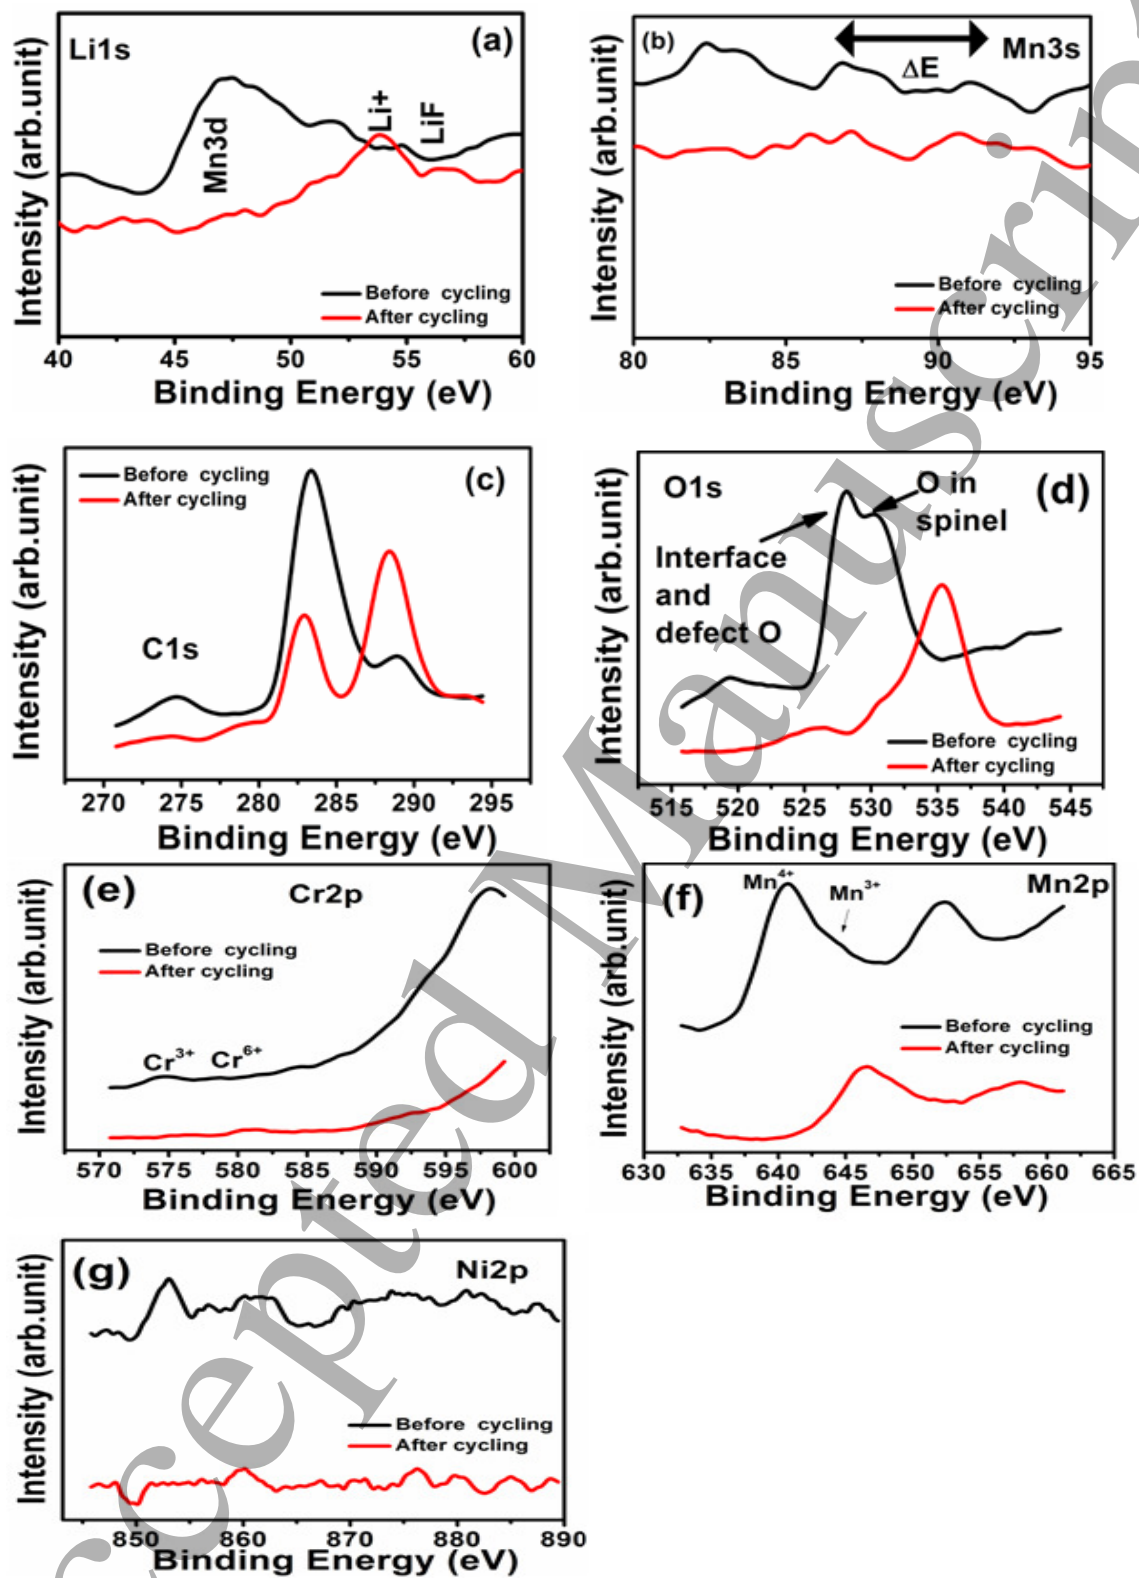 Li1s
(a)
Mn3d
Li+
LiF
Before cycling
After cycling
40 45 50 55 60
Binding Energy (eV)
Intensity (arb.unit)
(b)
ΔE
Mn3s
Before cycling
After cycling
80 85 90 95
Binding Energy (eV)
Intensity (arb.unit)
Before cycling
After cycling
(c)
C1s
270 275 280 285 290 295
Binding Energy (eV)
Intensity (arb.unit)
O1s
O in
spinel
(d)
Interface
and
defect O
Before cycling
After cycling
515 520 525 530 535 540 545
Binding Energy (eV)
Intensity (arb.unit)
(e)
Cr2p
Before cycling
After cycling
Cr³⁺ Cr⁶⁺
570 575 580 585 590 595 600
Binding Energy (eV)
Intensity (arb.unit)
Mn⁴⁺
Mn³⁺
Mn2p
(f)
Before cycling
After cycling
630 635 640 645 650 655 660 665
Binding Energy (eV)
Intensity (arb.unit)
(g)
Ni2p
Before cycling
After cycling
850 860 870 880 890
Binding Energy (eV)
Intensity (arb.unit)
ccepted Manuscrip